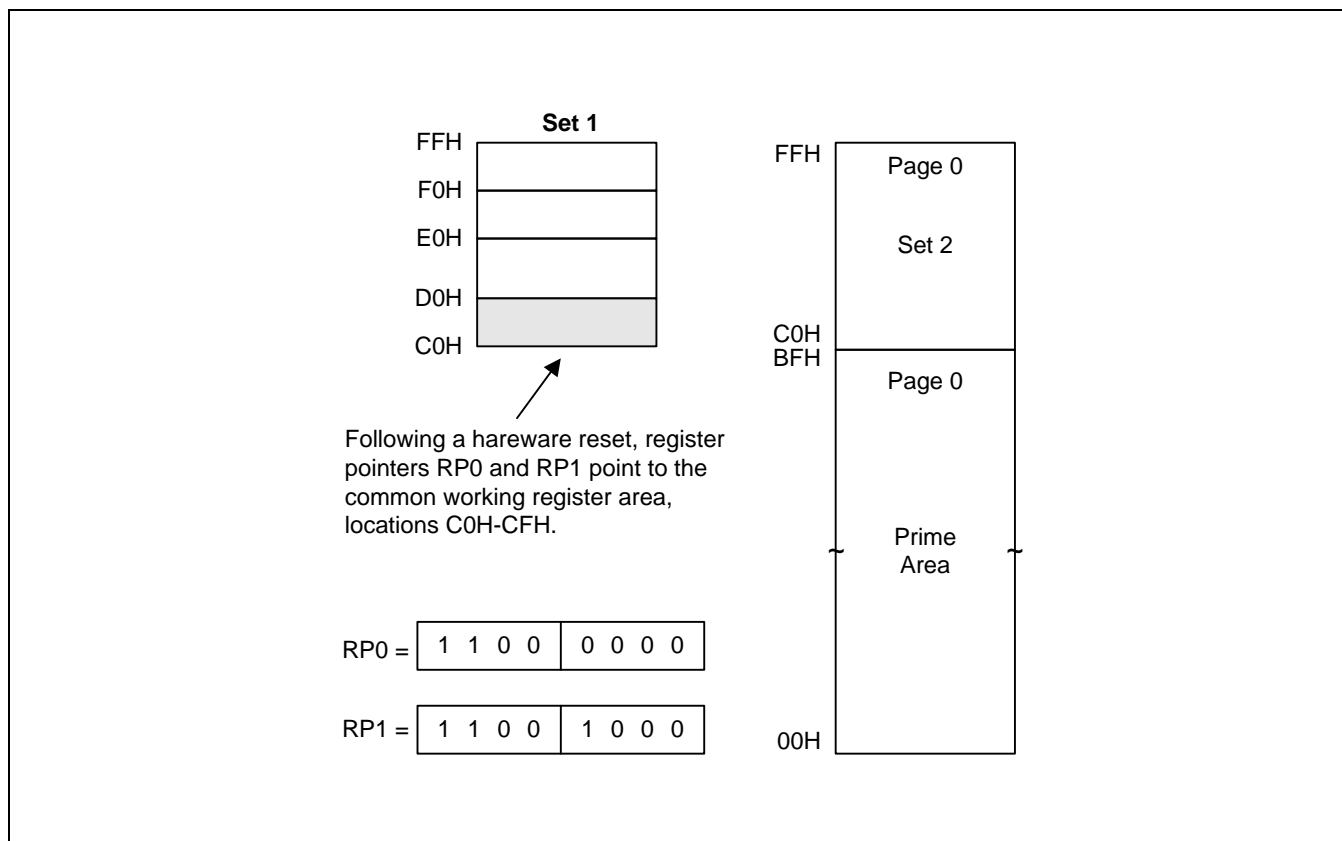 Set 1
FFH
F0H
E0H
D0H
C0H
Following a hareware reset, register
pointers RP0 and RP1 point to the
common working register area,
locations C0H-CFH.
RP0 = 1 1 0 0 0 0 0 0
RP1 = 1 1 0 0 1 0 0 0
FFH
Page 0
Set 2
C0H
BFH
Page 0
~ ~
Prime
Area
00H